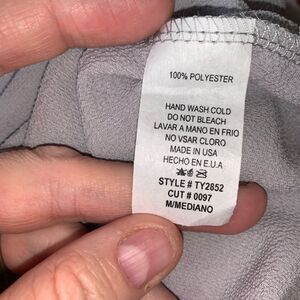 100% POLYESTER
HAND WASH COLD
DO NOT BLEACH
LAVAR A MANO EN FRIO
NO VSAR CLORO
MADE IN USA
HECHO EN E.U.A
STYLE # TY2852
CUT # 0097
M/MEDIANO